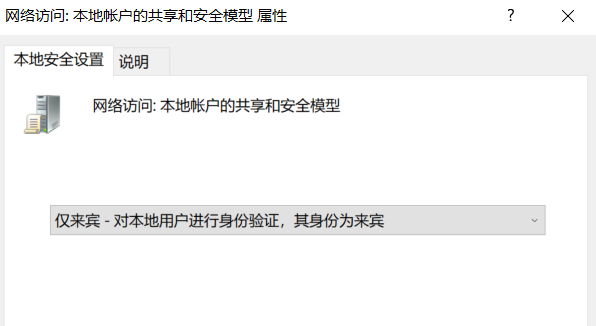 网络访问: 本地帐户的共享和安全模型 属性
本地安全设置 说明
网络访问: 本地帐户的共享和安全模型
仅来宾 - 对本地用户进行身份验证，其身份为来宾